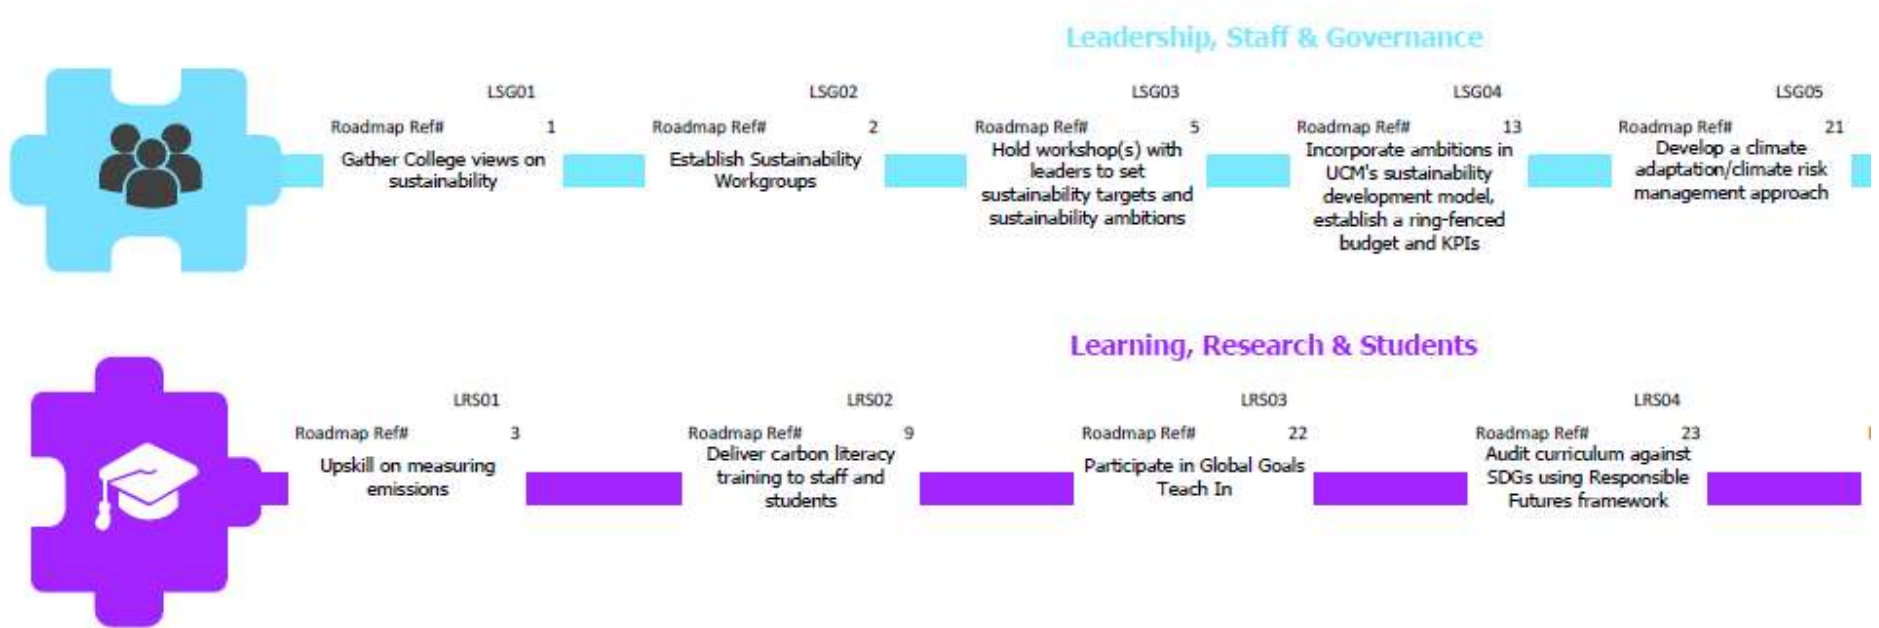 Leadership, Staff & Governance
LSG01
Roadmap Ref# 1
Gather College views on
sustainability
LSG02
Roadmap Ref# 2
Establish Sustainability
Workgroups
LSG03
Roadmap Ref# 5
Hold workshop(s) with
leaders to set
sustainability targets and
sustainability ambitions
LSG04
Roadmap Ref# 13
Incorporate ambitions in
UCM's sustainability
development model,
establish a ring-fenced
budget and KPIs
LSG05
Roadmap Ref# 21
Develop a climate
adaptation/climate risk
management approach
Learning, Research & Students
LRS01
Roadmap Ref# 3
Upskill on measuring
emissions
LRS02
Roadmap Ref# 9
Deliver carbon literacy
training to staff and
students
LRS03
Roadmap Ref# 22
Participate in Global Goals
Teach In
LRS04
Roadmap Ref# 23
Audit curriculum against
SDGs using Responsible
Futures framework